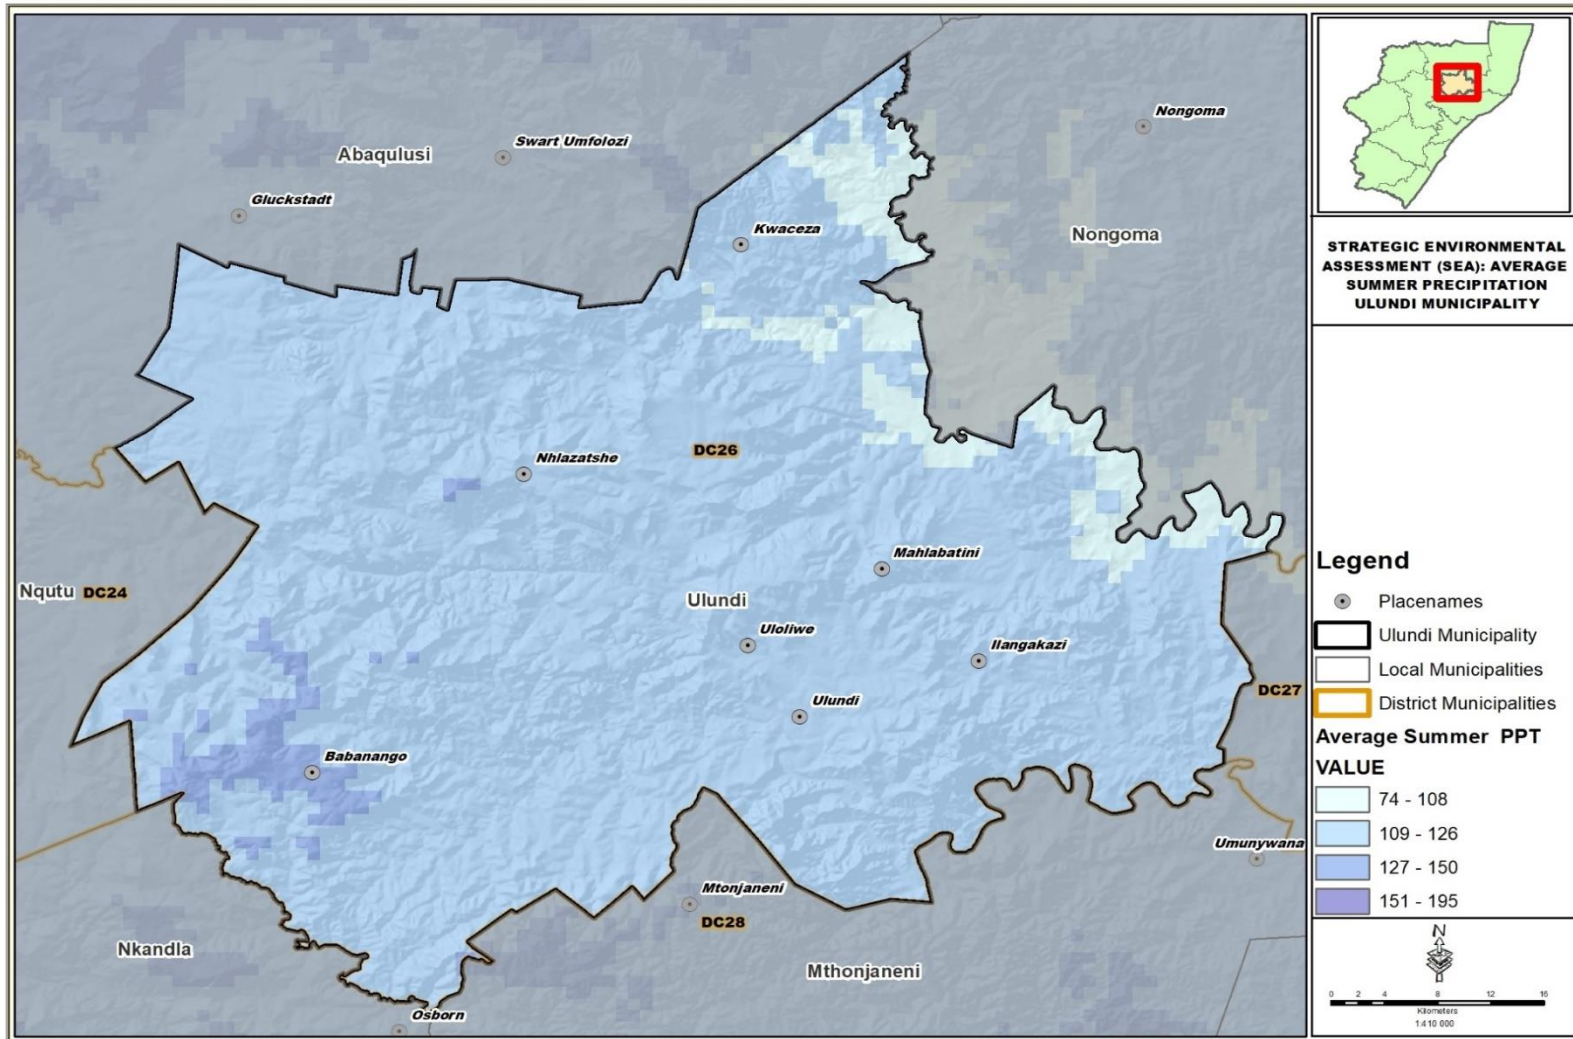 Nongoma
Swart Umfolozi
Abaqulusi
Gluckstadt
Kwaceza
Nongoma
Nhlazatshe
DC26
Mahlabatini
Nqutu DC24
Ulundi
Uloliwe
Ilangakazi
DC27
Ulundi
Babanango
Umunywana
Mtonjaneni
DC28
Nkandla
Mthonjaneni
Osborn
STRATEGIC ENVIRONMENTAL
ASSESSMENT (SEA): AVERAGE
SUMMER PRECIPITATION
ULUNDI MUNICIPALITY
Legend
Placenames
Ulundi Municipality
Local Municipalities
District Municipalities
Average Summer PPT
VALUE
74 - 108
109 - 126
127 - 150
151 - 195
N
0 2 4 8 12 16
Kilometers
1:410 000